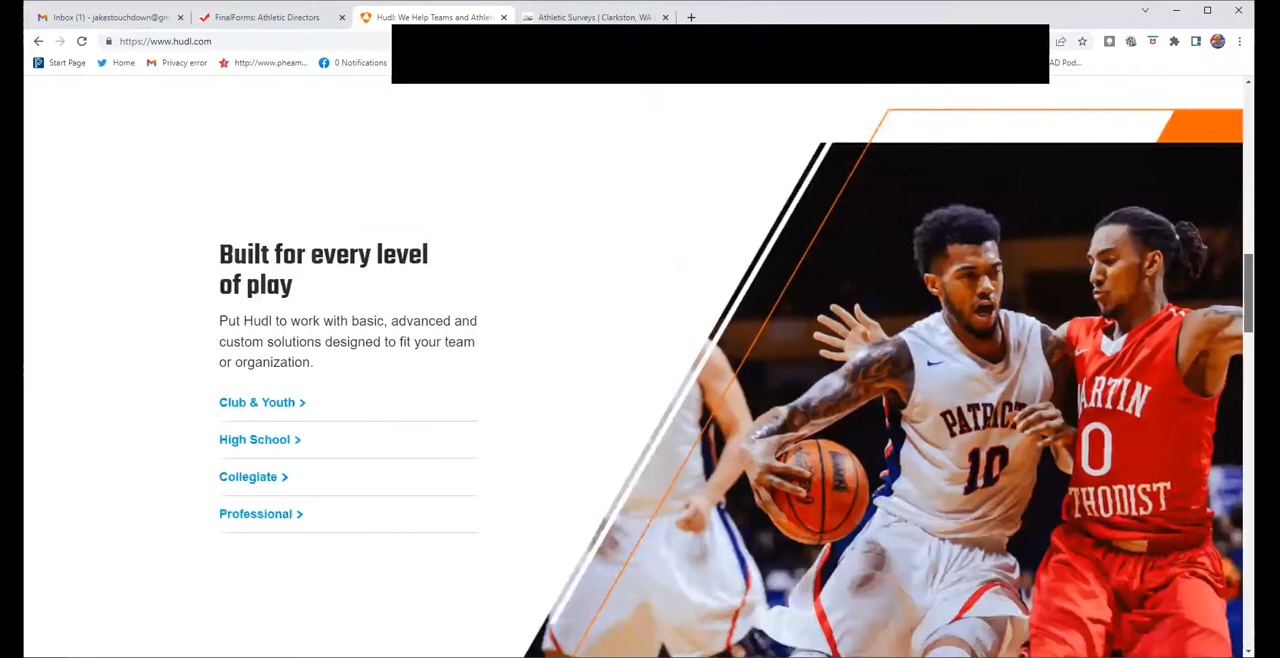 Inbox (1) - jakestouchdown@gm
FinalForms: Athletic Directors
Hudl: We Help Teams and Athlet
Athletic Surveys | Clarkston, WA
https://www.hudl.com
Start Page
Home
Privacy error
http://www.pheam...
0 Notifications
AD Pod...
Built for every level
of play
Put Hudl to work with basic, advanced and
custom solutions designed to fit your team
or organization.
Club & Youth >
High School >
Collegiate >
Professional >
PATRIOT
10
ARTIN
0
THODIST